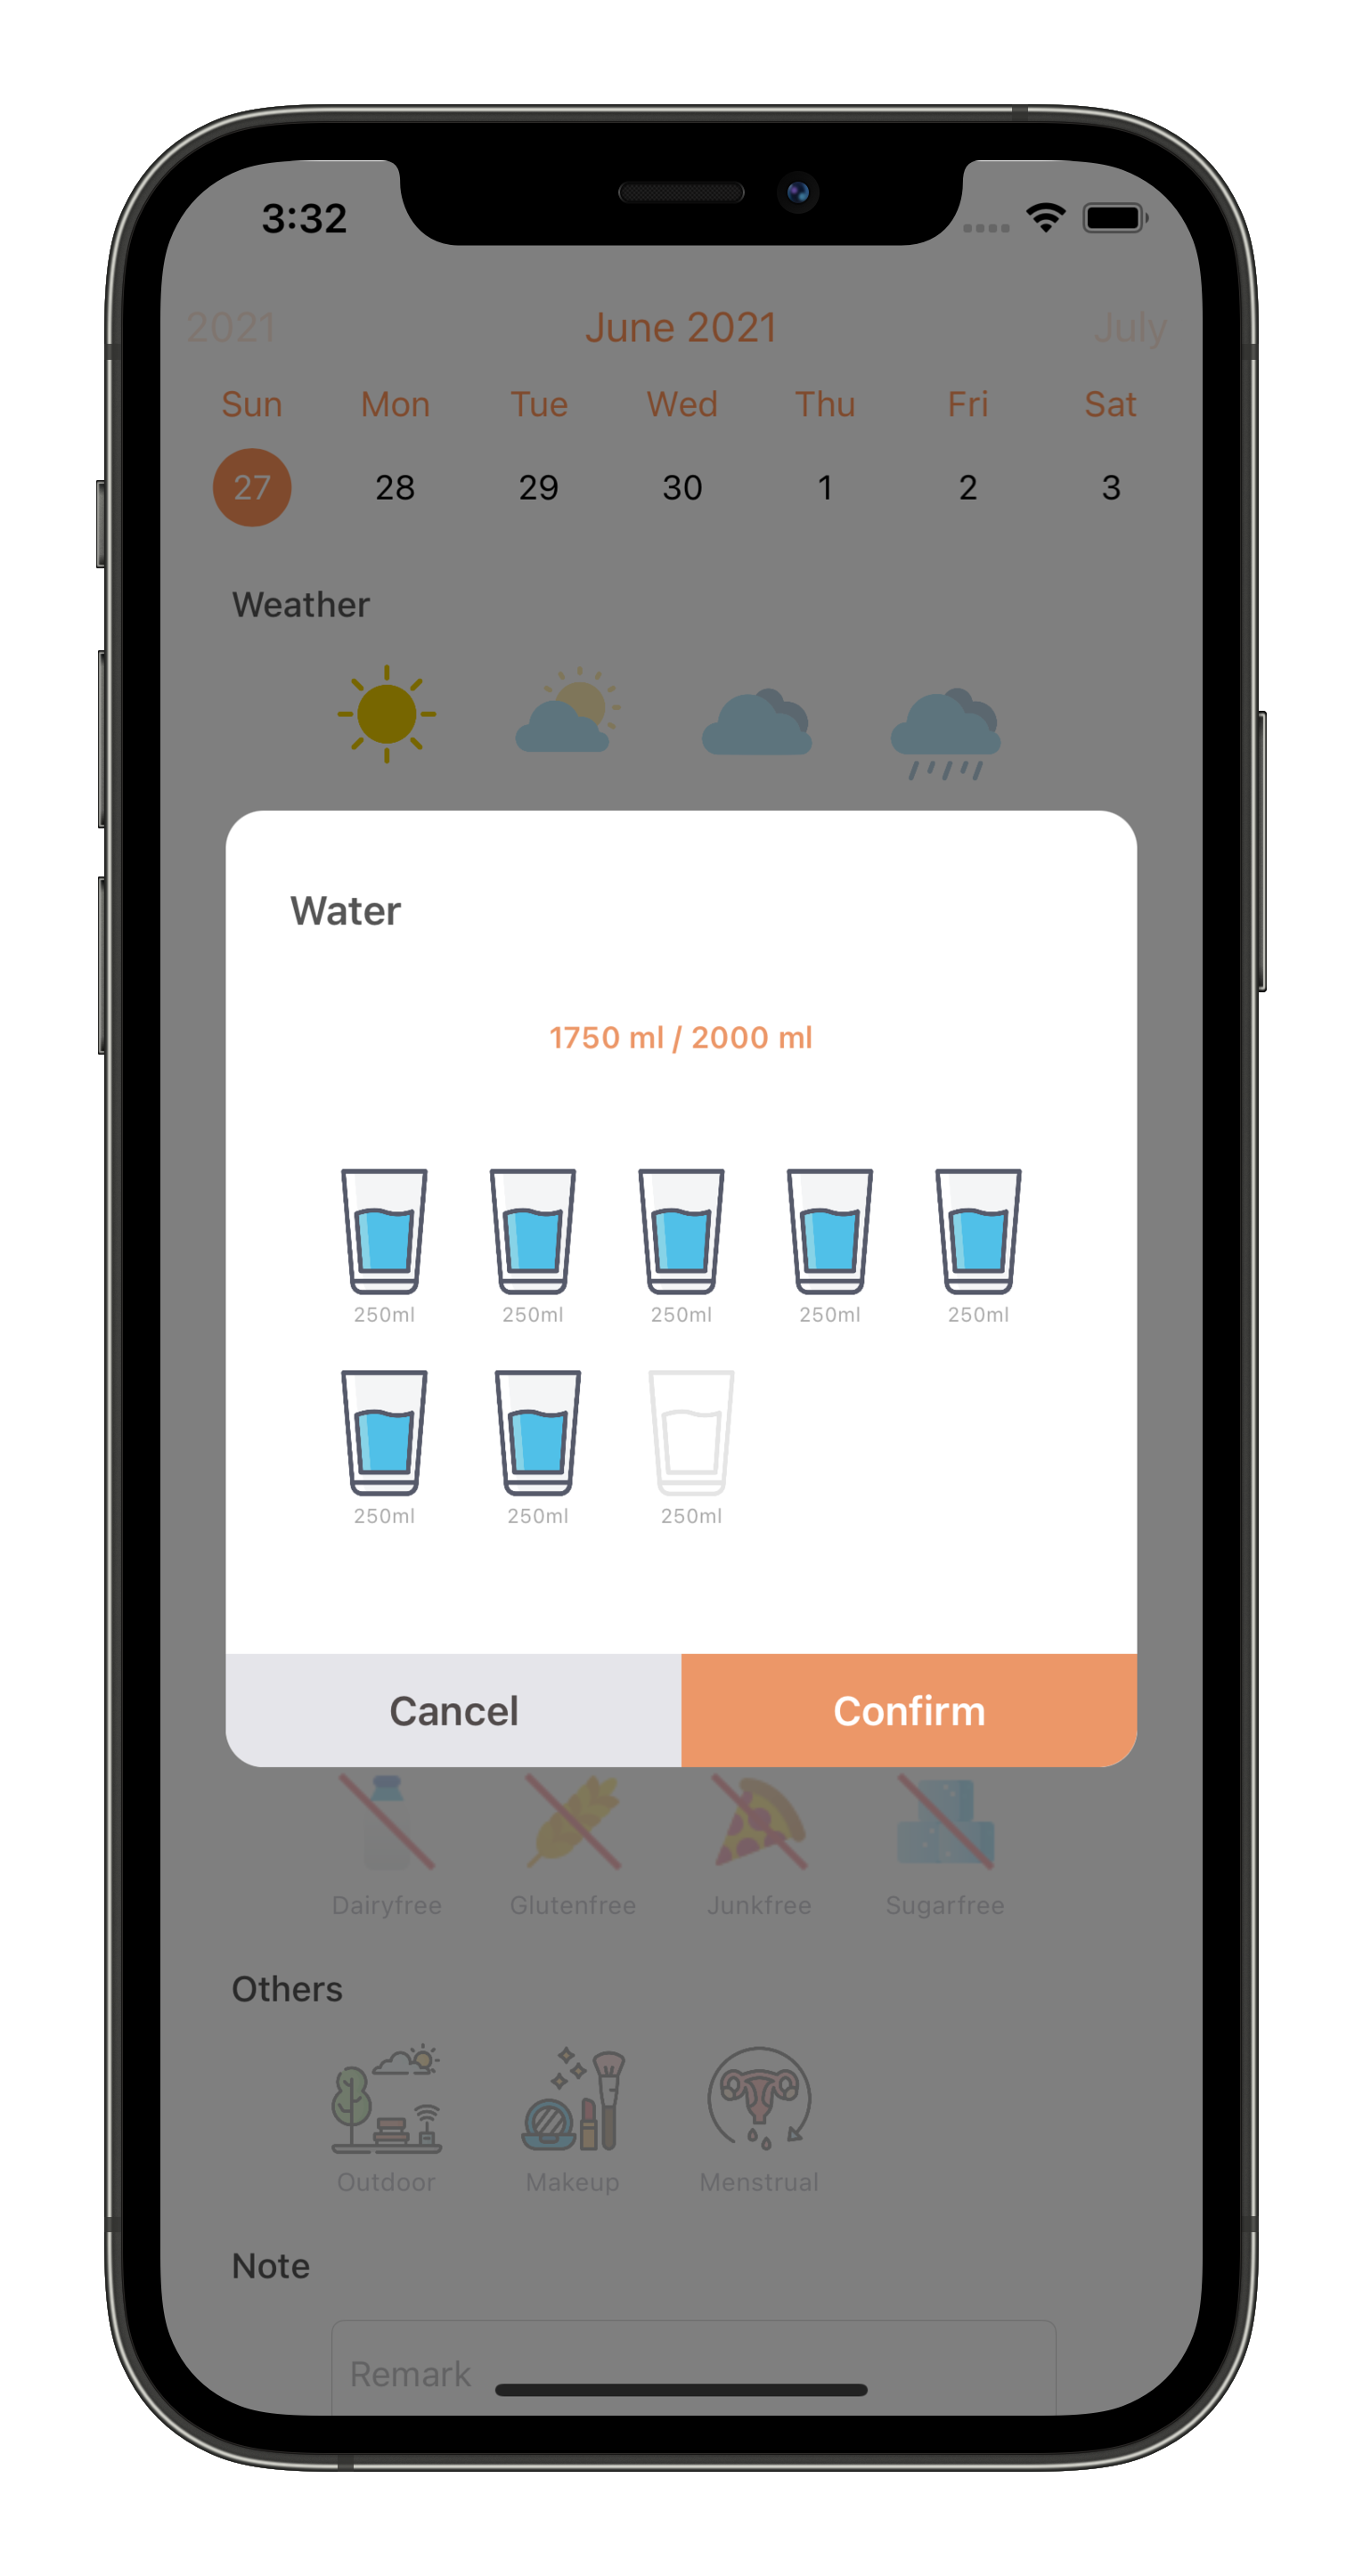 3:32
2021 June 2021 July
Sun Mon Tue Wed Thu Fri Sat
27 28 29 30 1 2 3
Weather
Water
1750 ml / 2000 ml
250ml 250ml 250ml 250ml 250ml
250ml 250ml 250ml
Cancel Confirm
Dairyfree Glutenfree Junkfree Sugarfree
Others
Outdoor Makeup Menstrual
Note
Remark